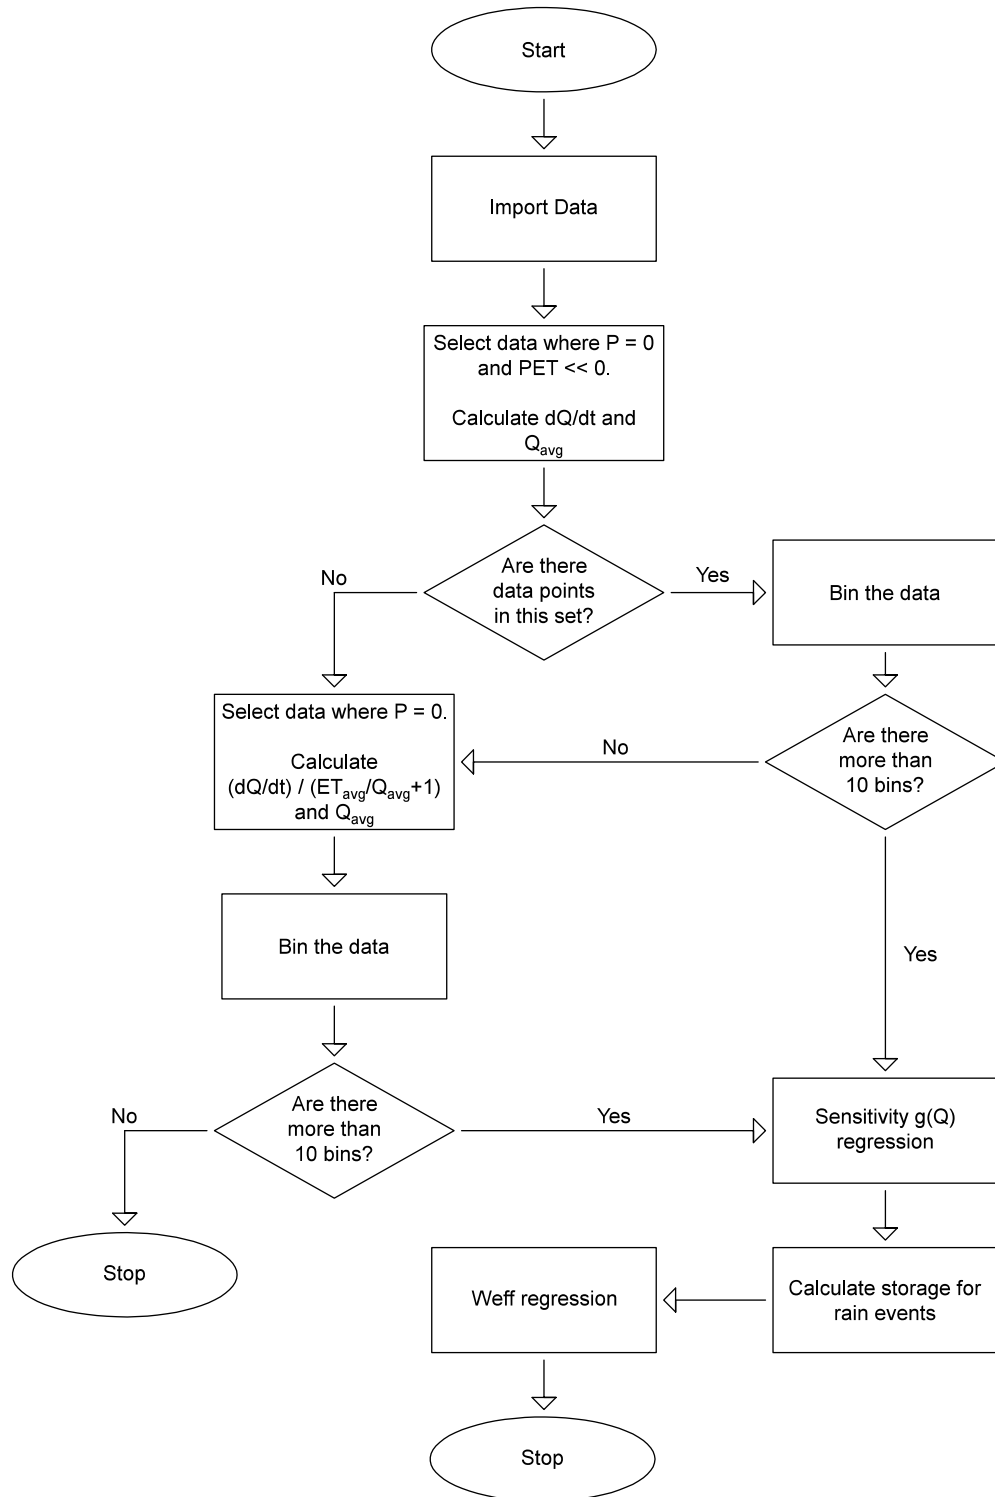 Start
Import Data
Select data where P = 0
and PET << 0.
Calculate dQ/dt and
Qavg
Are there
data points
in this set?
No
Yes
Bin the data
Select data where P = 0.
Calculate
(dQ/dt) / (ETavg/Qavg+1)
and Qavg
No
Are there
more than
10 bins?
Bin the data
Yes
Are there
more than
10 bins?
No
Yes
Sensitivity g(Q)
regression
Stop
Weff regression
Calculate storage for
rain events
Stop